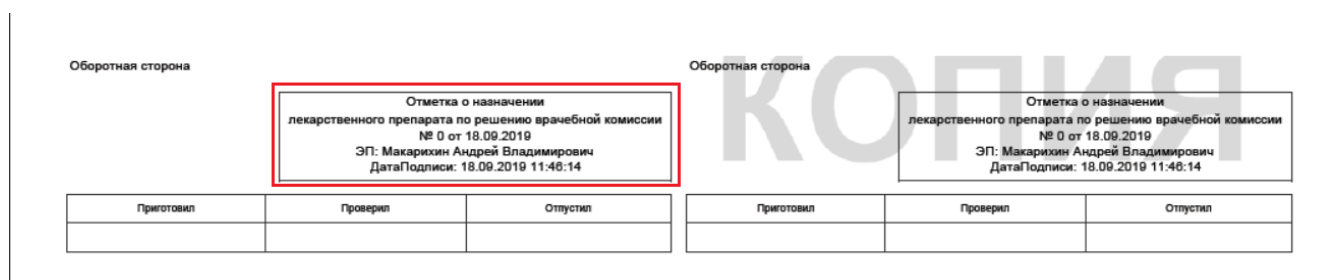 Оборотная сторона
Отметка о назначении
лекарственного препарата по решению врачебной комиссии
№ 0 от 18.09.2019
ЭП: Макарихин Андрей Владимирович
ДатаПодписи: 18.09.2019 11:46:14
Приготовил Проверил Отпустил
КОПИЯ
Оборотная сторона
Отметка о назначении
лекарственного препарата по решению врачебной комиссии
№ 0 от 18.09.2019
ЭП: Макарихин Андрей Владимирович
ДатаПодписи: 18.09.2019 11:46:14
Приготовил Проверил Отпустил